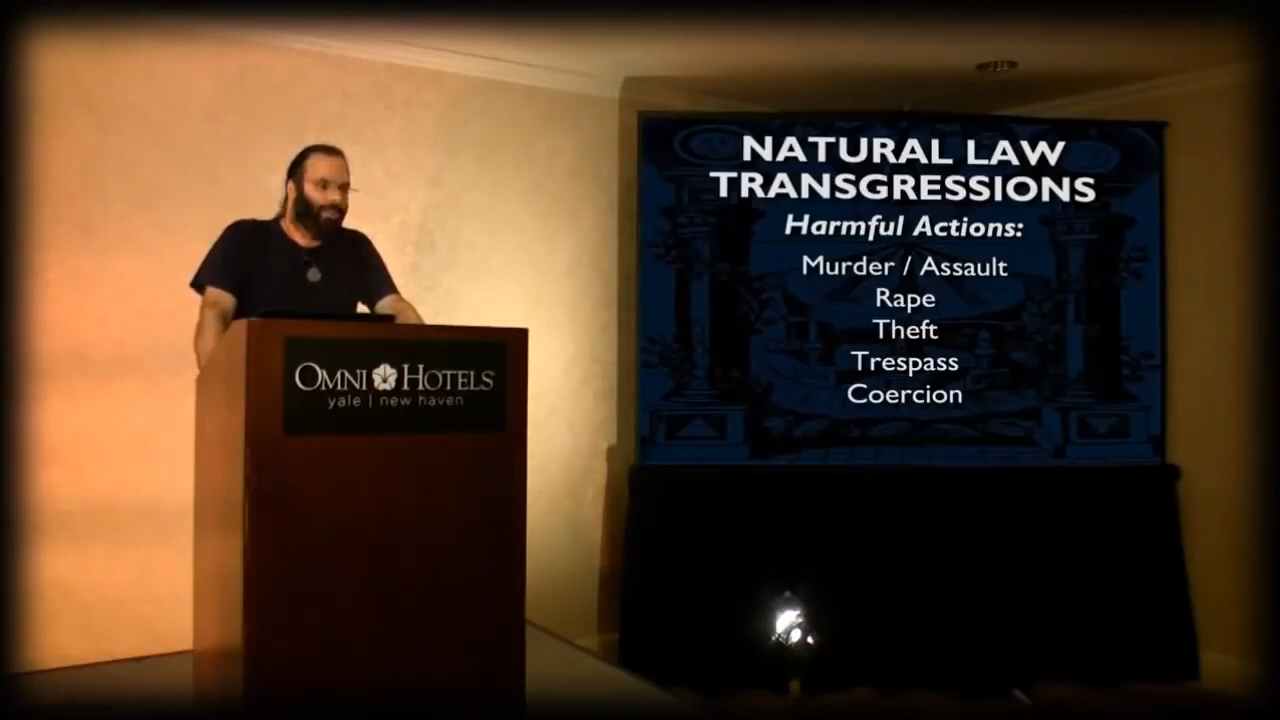 OMNI HOTELS
yale | new haven
NATURAL LAW
TRANSGRESSIONS
Harmful Actions:
Murder / Assault
Rape
Theft
Trespass
Coercion